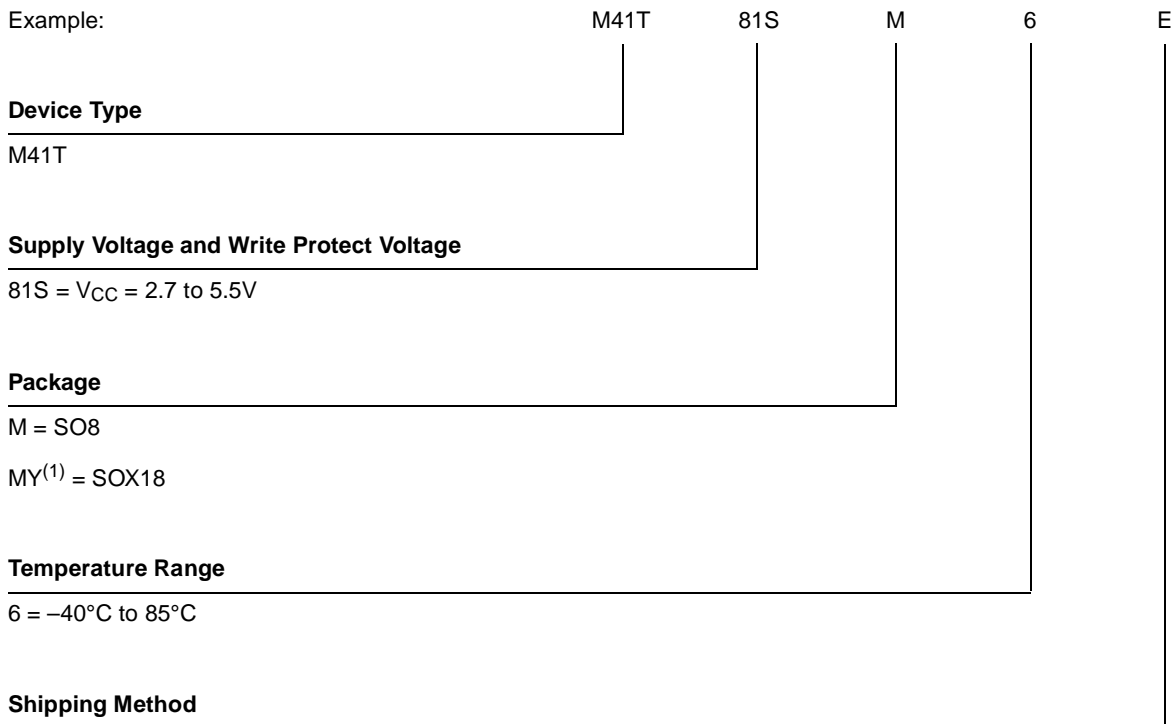 Example: M41T 81S M 6 E
Device Type
M41T
Supply Voltage and Write Protect Voltage
81S = VCC = 2.7 to 5.5V
Package
M = SO8
MY(1) = SOX18
Temperature Range
6 = –40°C to 85°C
Shipping Method